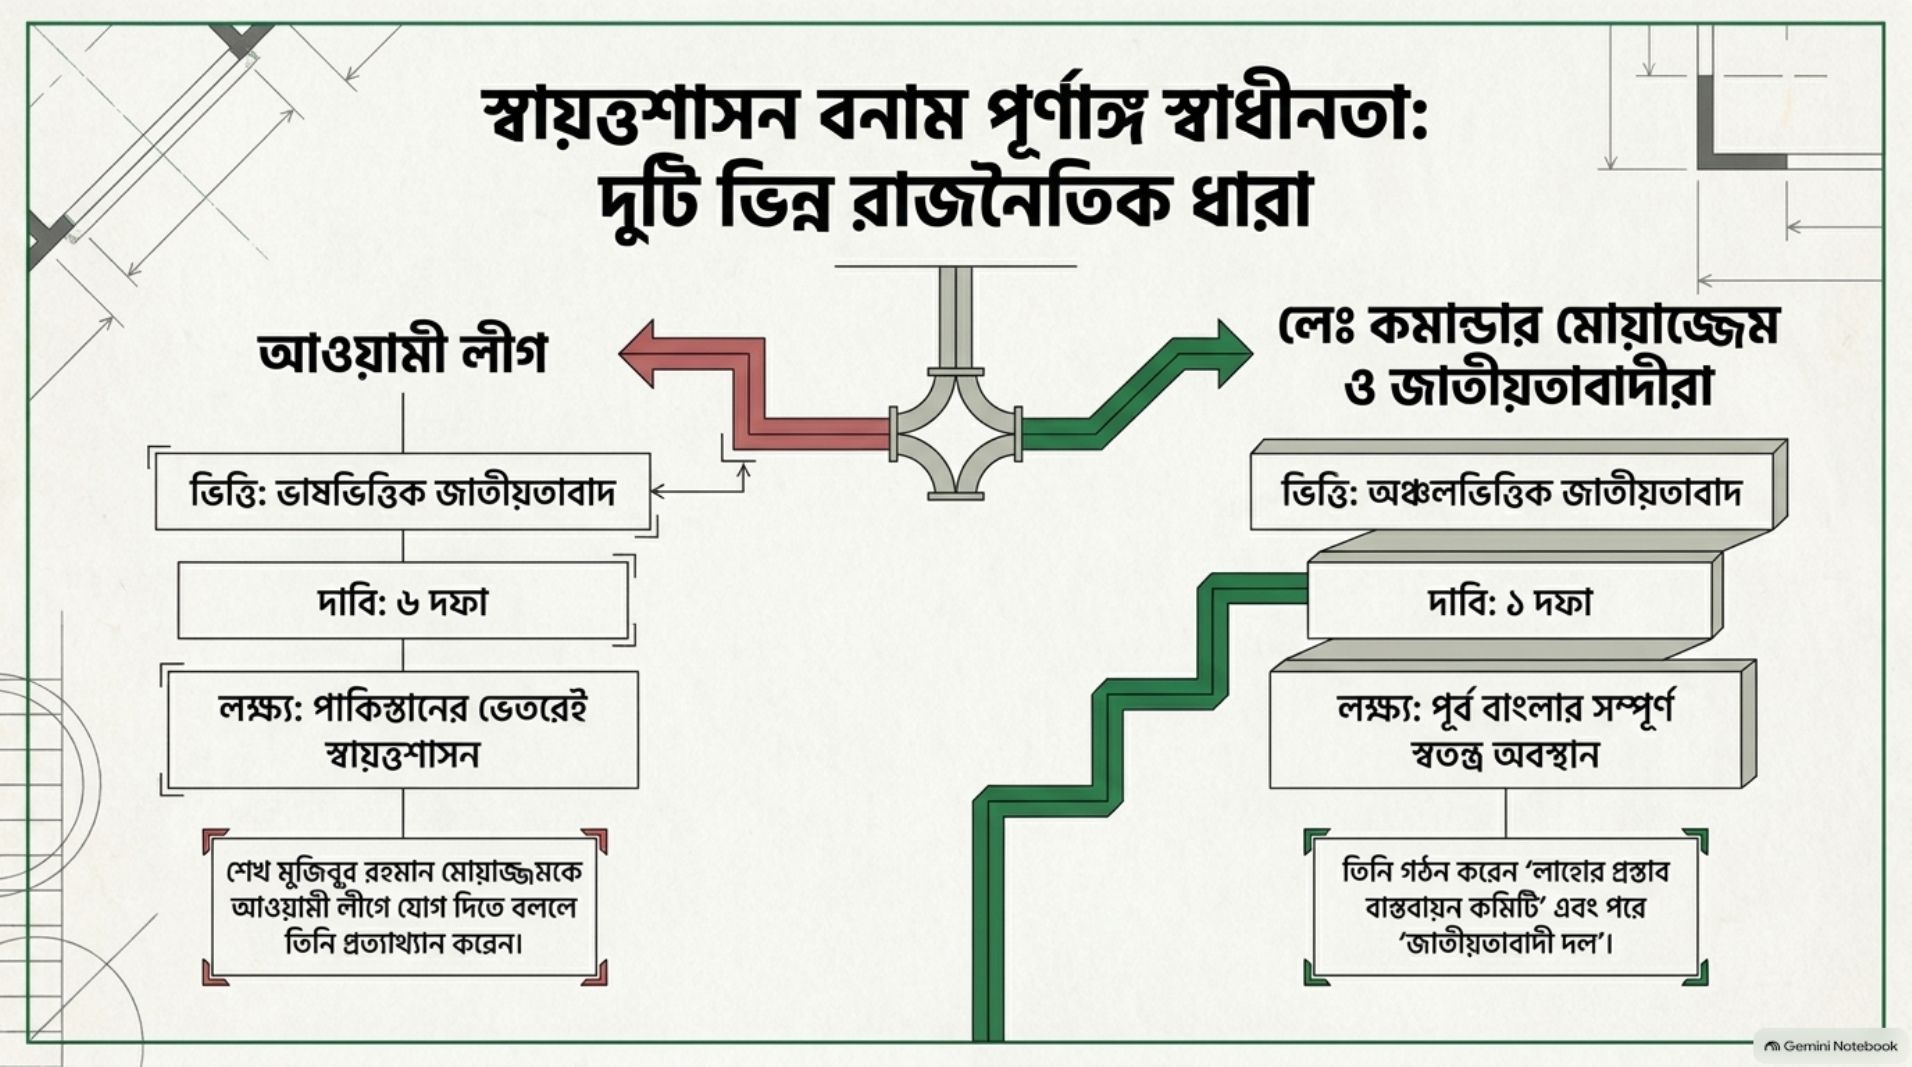 স্বায়ত্তশাসন বনাম পূর্ণাঙ্গ স্বাধীনতা:
দুটি ভিন্ন রাজনৈতিক ধারা
আওয়ামী লীগ
ভিত্তি: ভাষভিত্তিক জাতীয়তাবাদ
দাবি: ৬ দফা
লক্ষ্য: পাকিস্তানের ভেতরেই
স্বায়ত্তশাসন
শেখ মুজিবুর রহমান মোয়াজ্জমকে
আওয়ামী লীগে যোগ দিতে বললে
তিনি প্রত্যাখ্যান করেন।
লেঃ কমান্ডার মোয়াজ্জেম
ও জাতীয়তাবাদীরা
ভিত্তি: অঞ্চলভিত্তিক জাতীয়তাবাদ
দাবি: ১ দফা
লক্ষ্য: পূর্ব বাংলার সম্পূর্ণ
স্বতন্ত্র অবস্থান
তিনি গঠন করেন ‘লাহোর প্রস্তাব
বাস্তবায়ন কমিটি’ এবং পরে
‘জাতীয়তাবাদী দল’।
Gemini Notebook